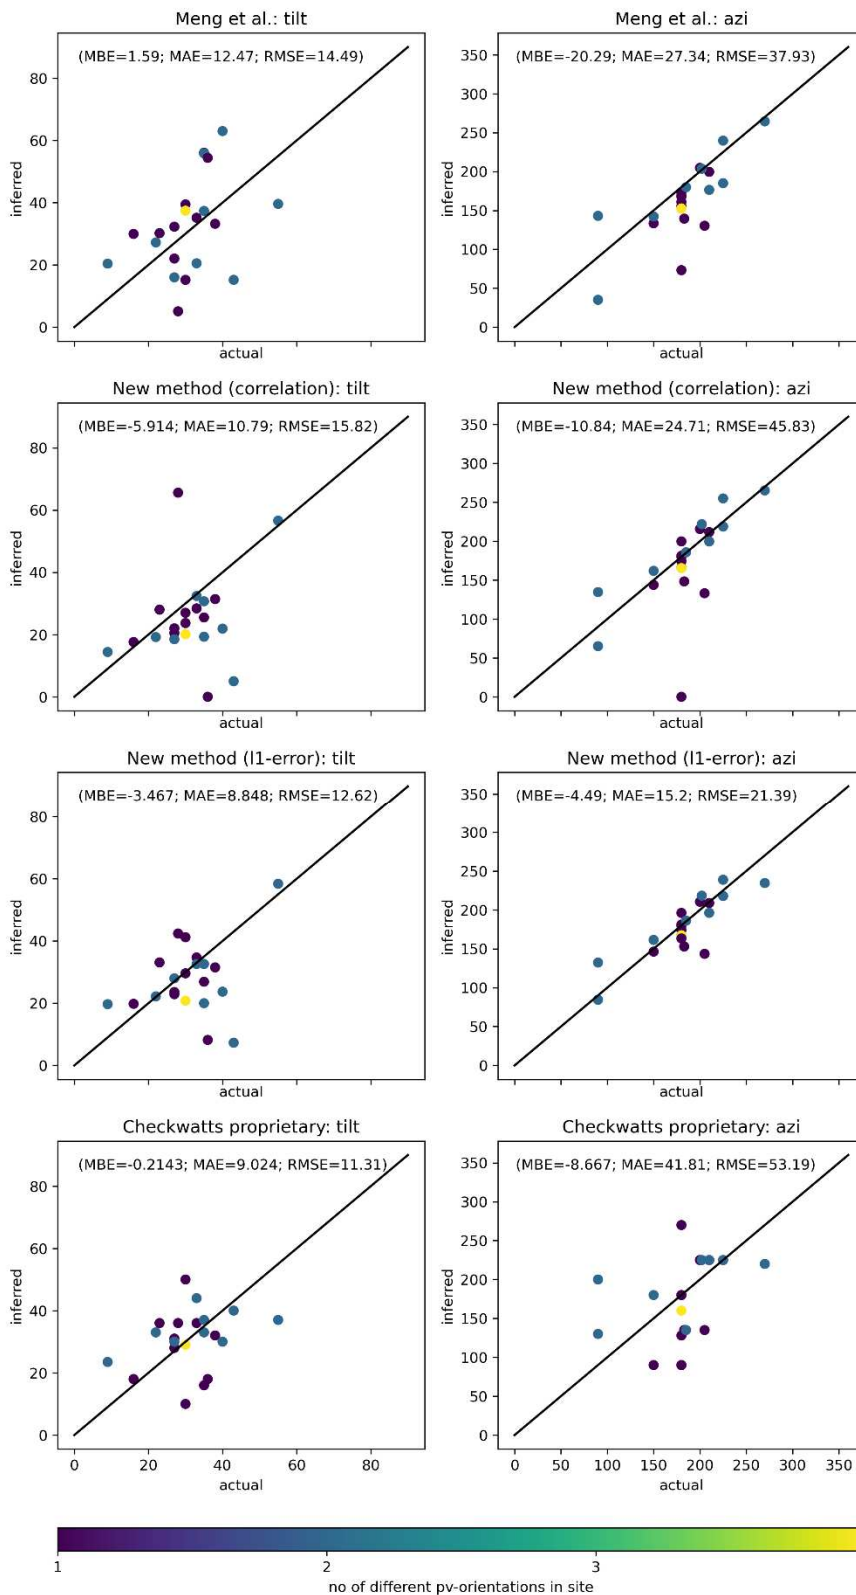 Meng et al.: tilt
(MBE=1.59; MAE=12.47; RMSE=14.49)
80
60
40
20
0
inferred
actual
Meng et al.: azi
(MBE=-20.29; MAE=27.34; RMSE=37.93)
350
300
250
200
150
100
50
0
inferred
actual
New method (correlation): tilt
(MBE=-5.914; MAE=10.79; RMSE=15.82)
80
60
40
20
0
inferred
actual
New method (correlation): azi
(MBE=-10.84; MAE=24.71; RMSE=45.83)
350
300
250
200
150
100
50
0
inferred
actual
New method (l1-error): tilt
(MBE=-3.467; MAE=8.848; RMSE=12.62)
80
60
40
20
0
inferred
actual
New method (l1-error): azi
(MBE=-4.49; MAE=15.2; RMSE=21.39)
350
300
250
200
150
100
50
0
inferred
actual
Checkwatts proprietary: tilt
(MBE=-0.2143; MAE=9.024; RMSE=11.31)
80
60
40
20
0
inferred
0 20 40 60 80
actual
Checkwatts proprietary: azi
(MBE=-8.667; MAE=41.81; RMSE=53.19)
350
300
250
200
150
100
50
0
inferred
0 50 100 150 200 250 300 350
actual
1 2 3
no of different pv-orientations in site